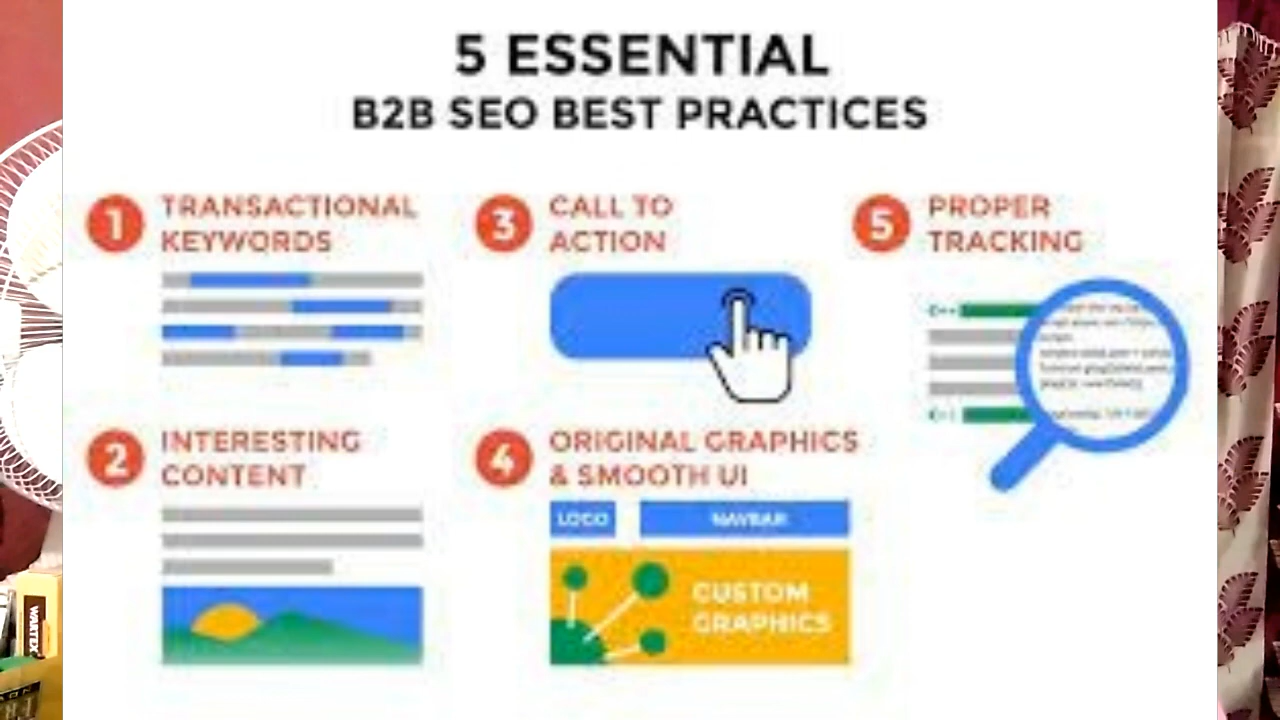 5 ESSENTIAL
B2B SEO BEST PRACTICES
1 TRANSACTIONAL
KEYWORDS
2 INTERESTING
CONTENT
3 CALL TO
ACTION
4 ORIGINAL GRAPHICS
& SMOOTH UI
LOGO NAVBAR
CUSTOM
GRAPHICS
5 PROPER
TRACKING
C++
WARTEX